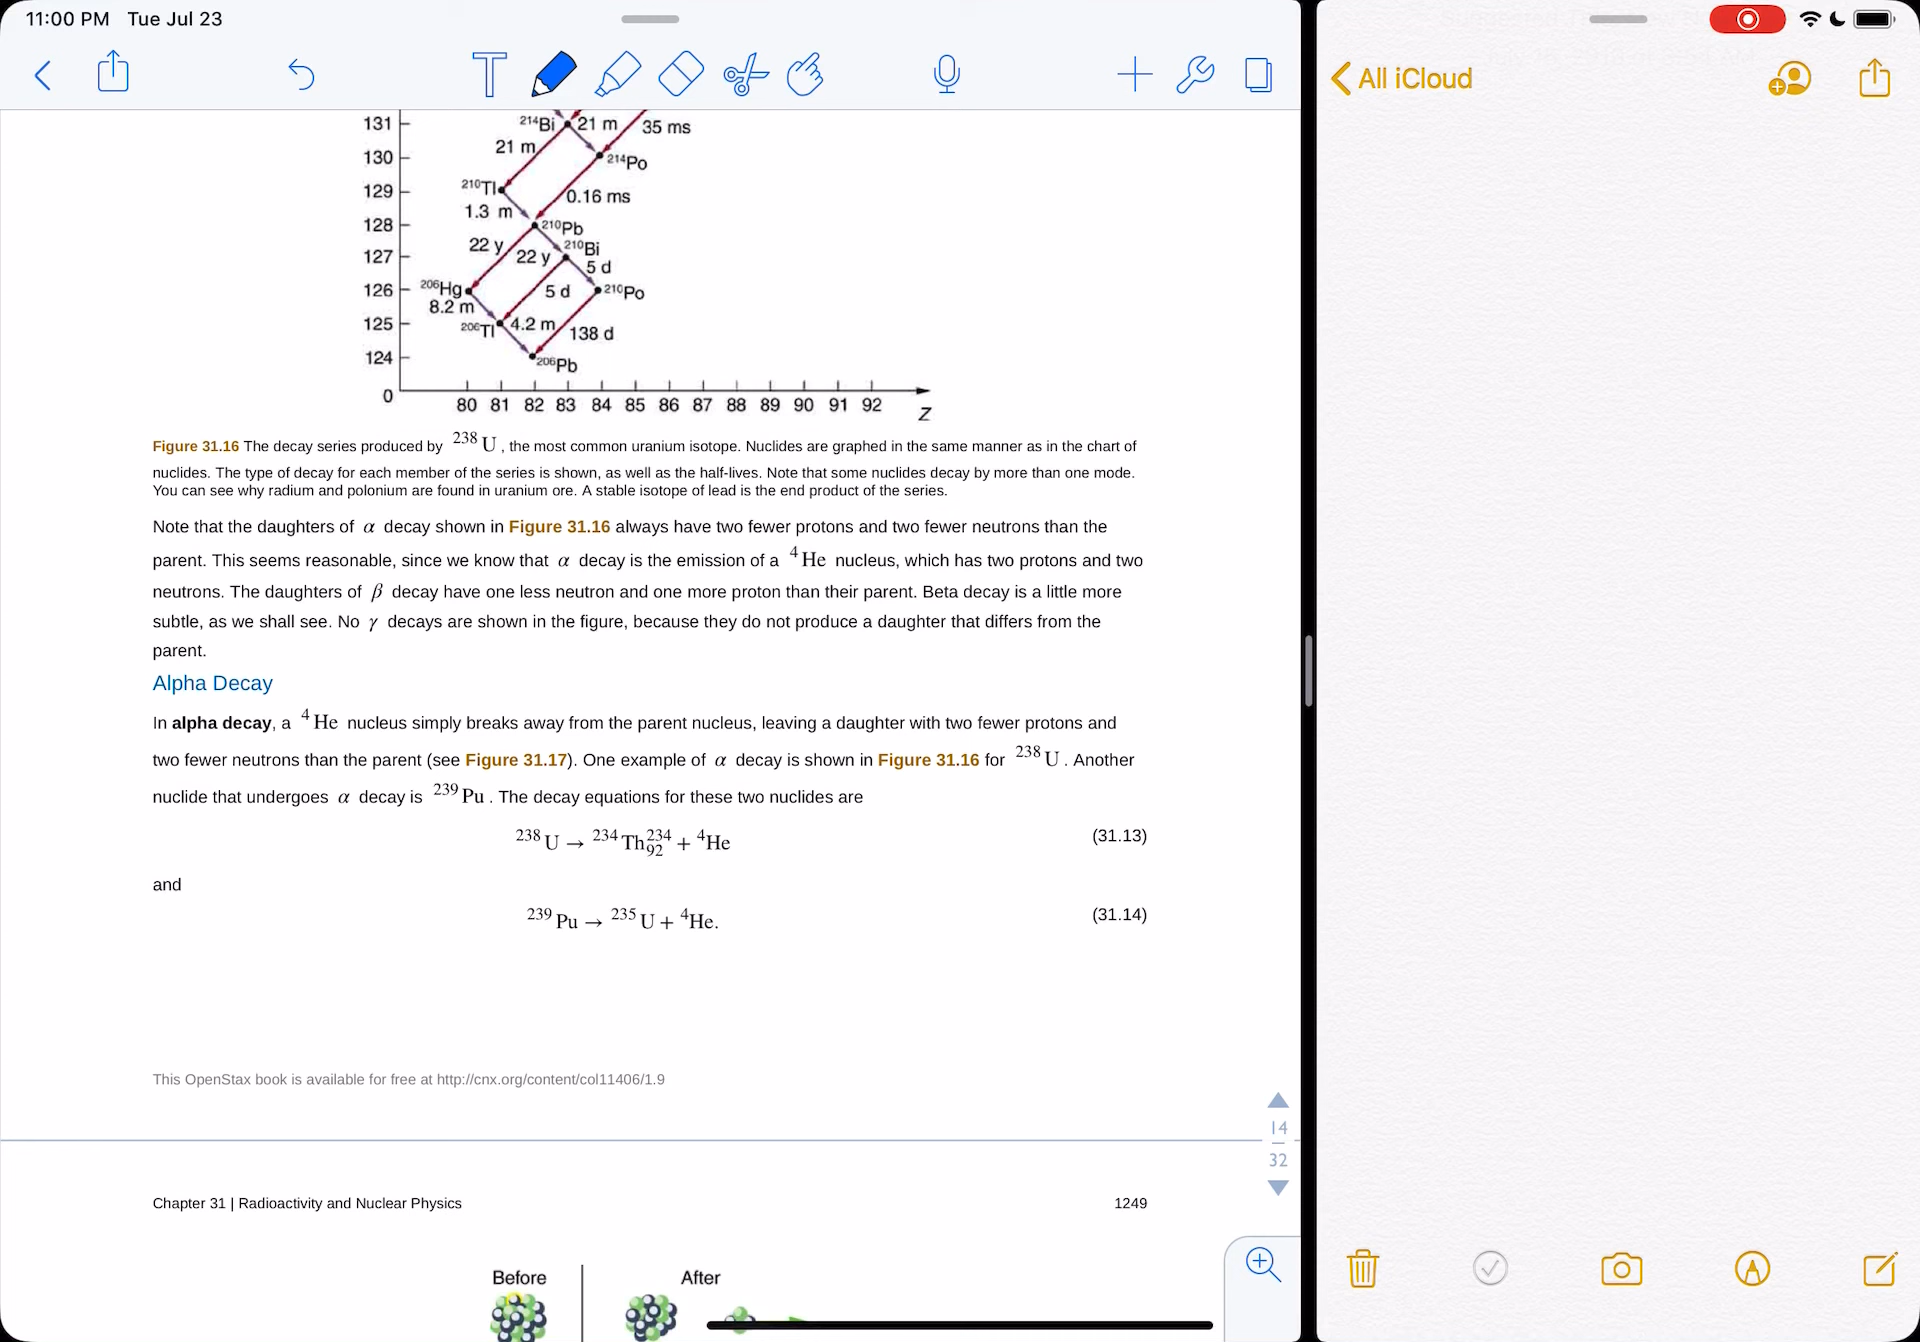 11:00 PM Tue Jul 23
All iCloud
131
214Bi 21 m 35 ms
21 m
130
214Po
129
210Tl
0.16 ms
1.3 m
128
210Pb
22 y
210Bi
127
22 y
5 d
126
206Hg
5 d
210Po
8.2 m
125
206Tl
4.2 m
138 d
124
206Pb
0
80 81 82 83 84 85 86 87 88 89 90 91 92 Z
Figure 31.16 The decay series produced by 238 U , the most common uranium isotope. Nuclides are graphed in the same manner as in the chart of
nuclides. The type of decay for each member of the series is shown, as well as the half-lives. Note that some nuclides decay by more than one mode.
You can see why radium and polonium are found in uranium ore. A stable isotope of lead is the end product of the series.
Note that the daughters of α decay shown in Figure 31.16 always have two fewer protons and two fewer neutrons than the
parent. This seems reasonable, since we know that α decay is the emission of a 4 He nucleus, which has two protons and two
neutrons. The daughters of β decay have one less neutron and one more proton than their parent. Beta decay is a little more
subtle, as we shall see. No γ decays are shown in the figure, because they do not produce a daughter that differs from the
parent.
Alpha Decay
In alpha decay, a 4 He nucleus simply breaks away from the parent nucleus, leaving a daughter with two fewer protons and
two fewer neutrons than the parent (see Figure 31.17). One example of α decay is shown in Figure 31.16 for 238 U . Another
nuclide that undergoes α decay is 239 Pu . The decay equations for these two nuclides are
238 U → 234 Th 234 92 + 4He (31.13)
and
239 Pu → 235 U + 4He. (31.14)
This OpenStax book is available for free at http://cnx.org/content/col11406/1.9
14
32
Chapter 31 | Radioactivity and Nuclear Physics 1249
Before After